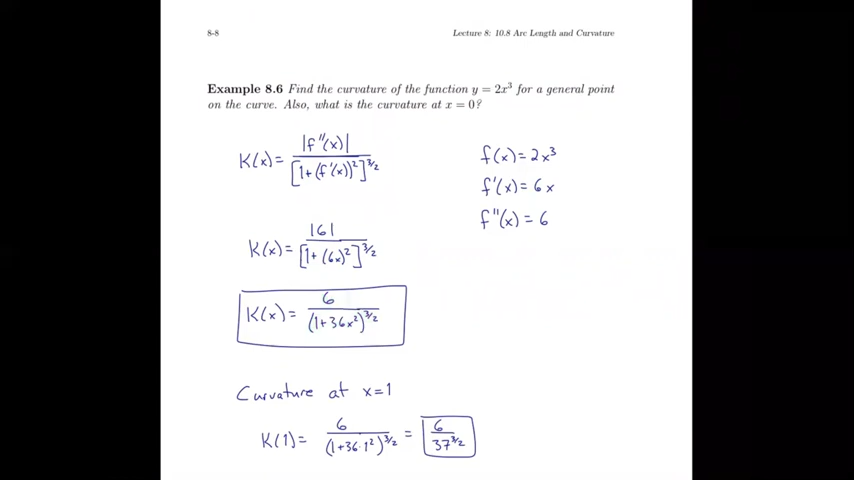 8-8 Lecture 8: 10.8 Arc Length and Curvature
Example 8.6 Find the curvature of the function y = 2x³ for a general point
on the curve. Also, what is the curvature at x = 0?
K(x) = |f''(x)| / [1+(f'(x))²]^3/2
f(x) = 2x³
f'(x) = 6x
f''(x) = 6
K(x) = |6| / [1+(6x)²]^3/2
K(x) = 6 / (1+36x²)^3/2
Curvature at x=1
K(1) = 6 / (1+36·1²)^3/2 = 6 / 37^3/2